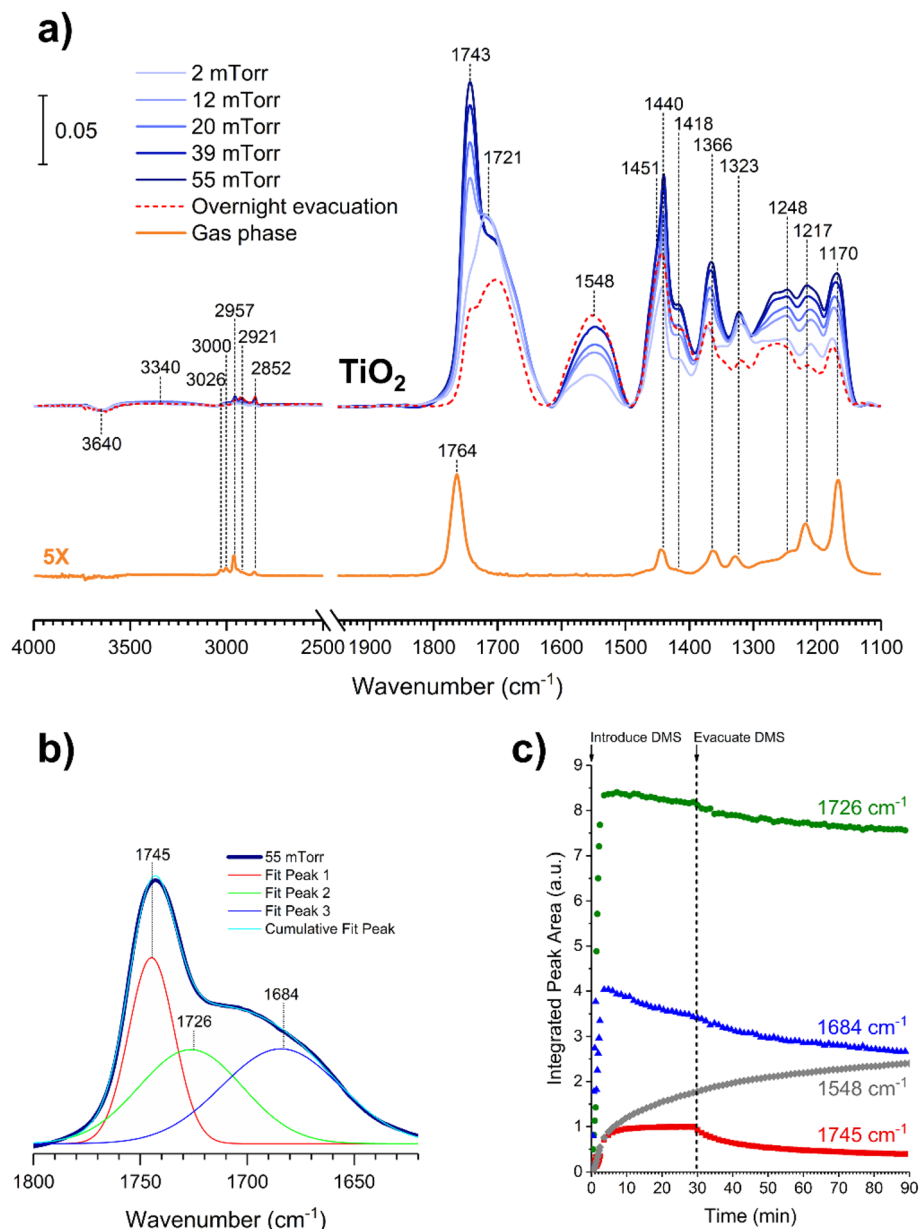 a)
2 mTorr
12 mTorr
20 mTorr
39 mTorr
55 mTorr
Overnight evacuation
Gas phase
0.05
1743
1721
1548
1451
1440
1418
1366
1323
1248
1217
1170
3340
3026
3000
2957
2921
2852
3640
TiO2
1764
5X
4000 3500 3000 2500 1900 1800 1700 1600 1500 1400 1300 1200 1100
Wavenumber (cm-1)
b)
1745
1726
1684
55 mTorr
Fit Peak 1
Fit Peak 2
Fit Peak 3
Cumulative Fit Peak
1800 1750 1700 1650
Wavenumber (cm-1)
c)
Introduce DMS Evacuate DMS
9
8
7
6
5
4
3
2
1
0
Integrated Peak Area (a.u.)
1726 cm-1
1684 cm-1
1548 cm-1
1745 cm-1
0 10 20 30 40 50 60 70 80 90
Time (min)